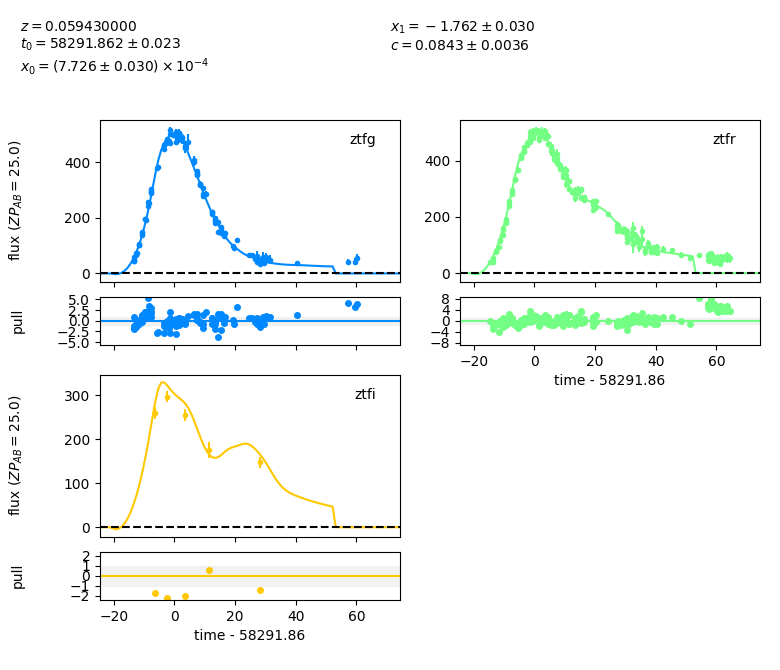 z = 0.059430000
t₀ = 58291.862 ± 0.023
x₀ = (7.726 ± 0.030) × 10⁻⁴
x₁ = −1.762 ± 0.030
c = 0.0843 ± 0.0036
flux (ZP_AB = 25.0)
400
200
0
ztfg
pull
5.0
2.5
0.0
−2.5
−5.0
400
200
0
ztfr
8
4
0
−4
−8
−20 0 20 40 60
time - 58291.86
flux (ZP_AB = 25.0)
300
200
100
0
ztfi
pull
2
1
0
−1
−2
−20 0 20 40 60
time - 58291.86